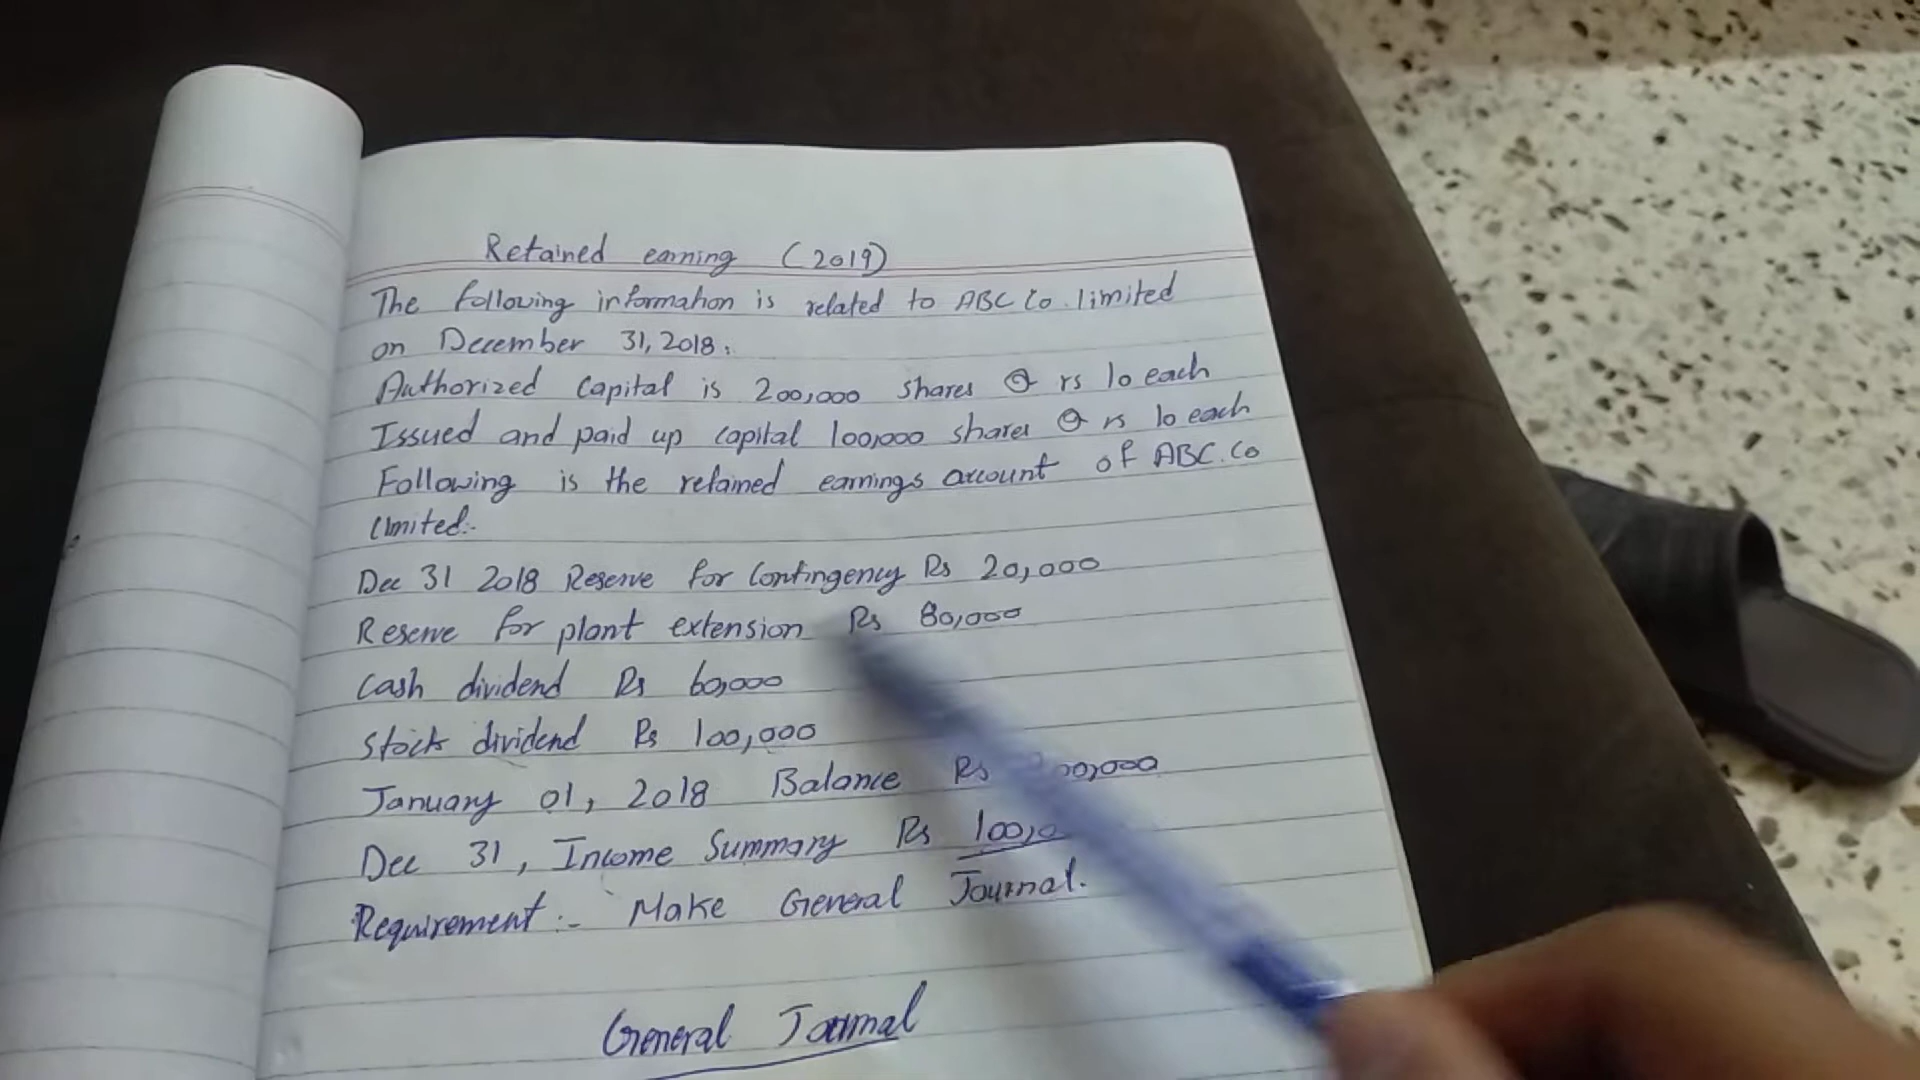 Retained earning (2019)
The following information is related to ABC Co. limited
on December 31, 2018:
Authorized Capital is 200,000 shares @ rs 10 each
Issued and paid up capital 100,000 shares @ rs 10 each
Following is the retained earnings account of ABC. Co
limited:-
Dec 31 2018 Reserve for Contingency Rs 20,000
Reserve for plant extension Rs 80,000
Cash dividend Rs 60,000
Stock dividend Rs 100,000
January 01, 2018 Balance Rs
Dec 31, Income Summary Rs
Requirement:- Make General Journal.
General Journal